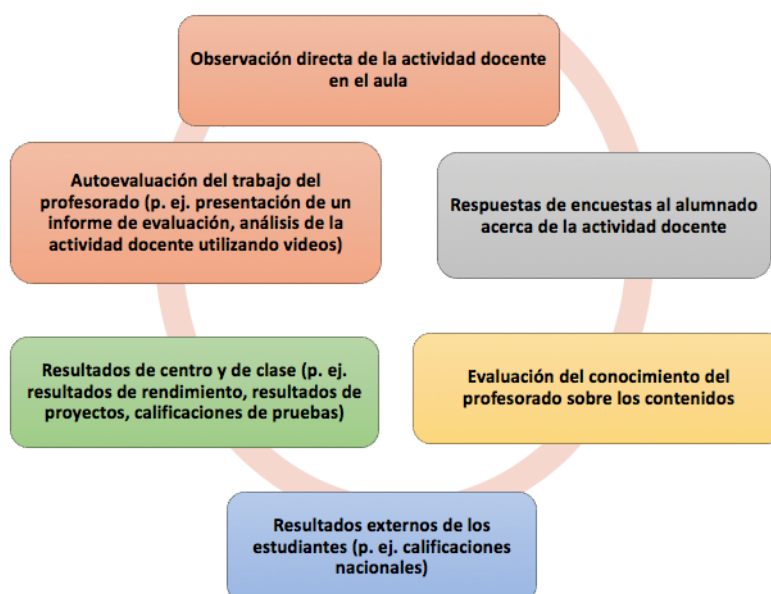 Observación directa de la actividad docente
en el aula
Respuestas de encuestas al alumnado
acerca de la actividad docente
Evaluación del conocimiento del
profesorado sobre los contenidos
Resultados externos de los
estudiantes (p. ej. calificaciones
nacionales)
Resultados de centro y de clase (p. ej.
resultados de rendimiento, resultados de
proyectos, calificaciones de pruebas)
Autoevaluación del trabajo del
profesorado (p. ej. presentación de un
informe de evaluación, análisis de la
actividad docente utilizando videos)